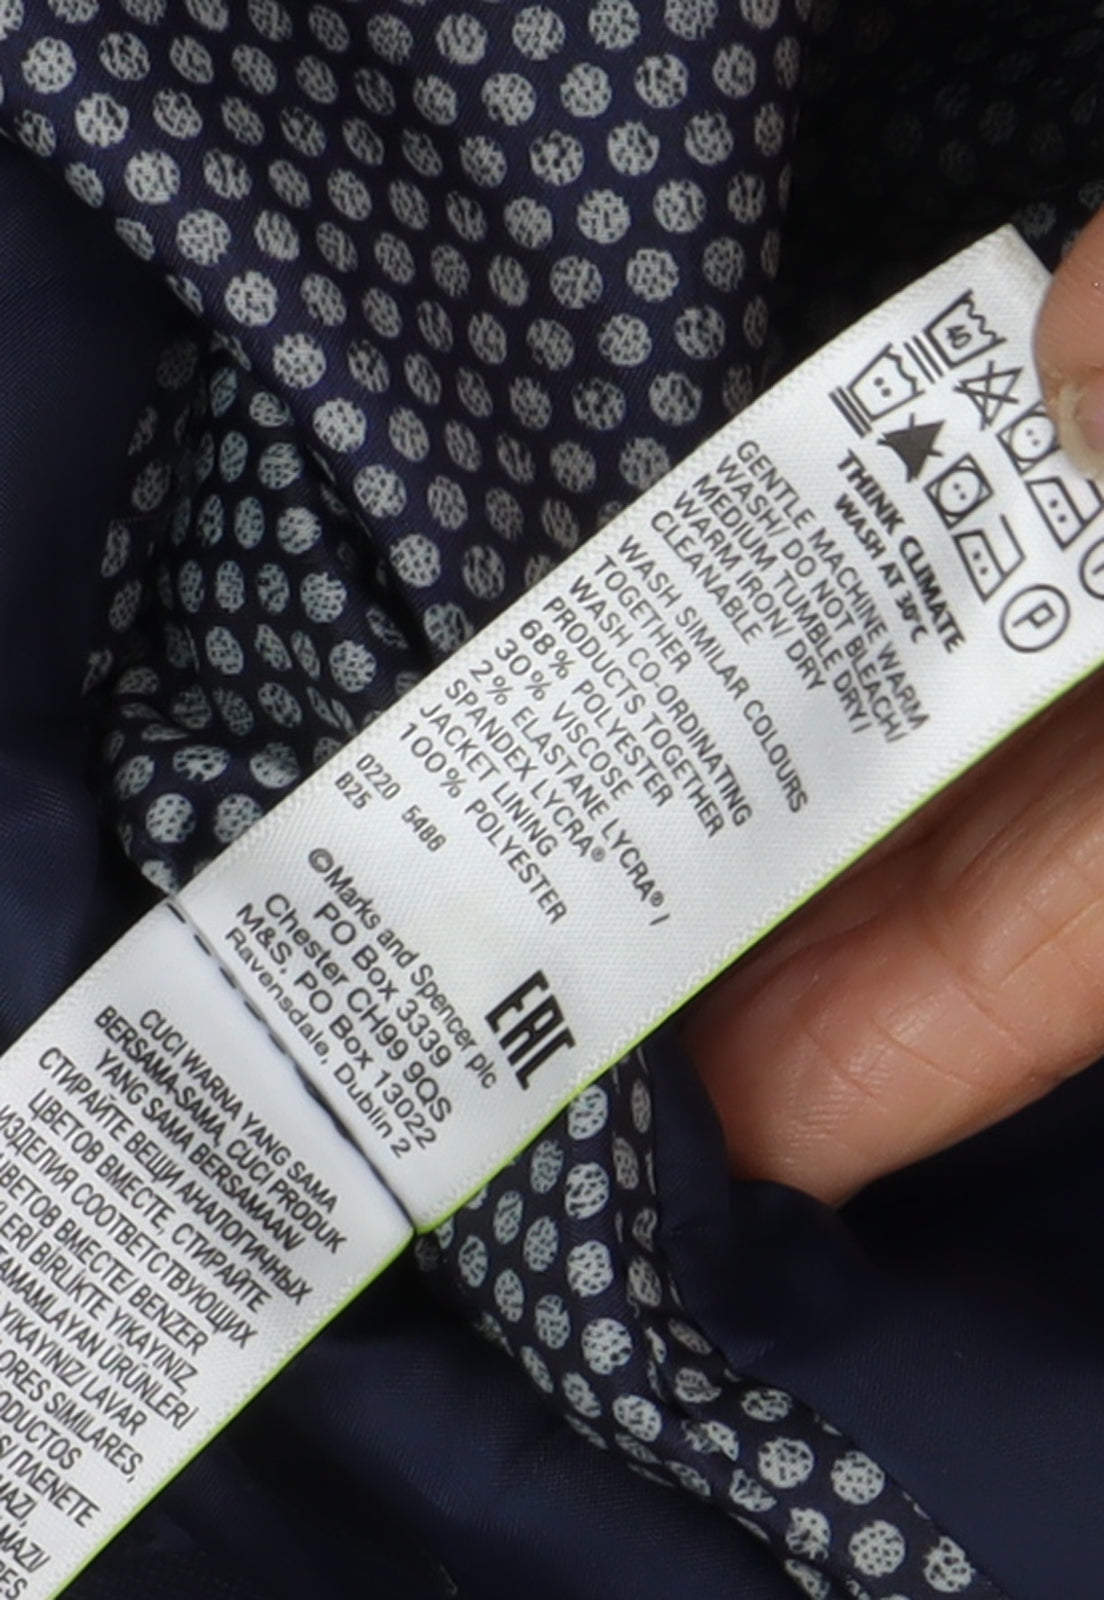 40
P
THINK CLIMATE
WASH AT 30°C
GENTLE MACHINE WARM
WASH/ DO NOT BLEACH/
MEDIUM TUMBLE DRY/
WARM IRON/ DRY
CLEANABLE
WASH SIMILAR COLOURS
TOGETHER
WASH CO-ORDINATING
PRODUCTS TOGETHER
68% POLYESTER
30% VISCOSE
2% ELASTANE LYCRA® /
SPANDEX LYCRA®
JACKET LINING
100% POLYESTER
0220 5486
B25
EAC
©Marks and Spencer plc
PO Box 3339
Chester CH99 9QS
M&S, PO Box 13022
Ravensdale, Dublin 2
CUCI WARNA YANG SAMA
BERSAMA-SAMA, CUCI PRODUK
YANG SAMA BERSAMAAN/
СТИРАЙТЕ ВЕЩИ АНАЛОГИЧНЫХ
ЦВЕТОВ ВМЕСТЕ, СТИРАЙТЕ
ИЗДЕЛИЯ СООТВЕТСТВУЮЩИХ
ЦВЕТОВ ВМЕСТЕ/ BENZER
BİRLİKTE YIKAYINIZ,
TAMAMLAYAN ÜRÜNLERİ
YIKAYINIZ/ LAVAR
SIMILARES,